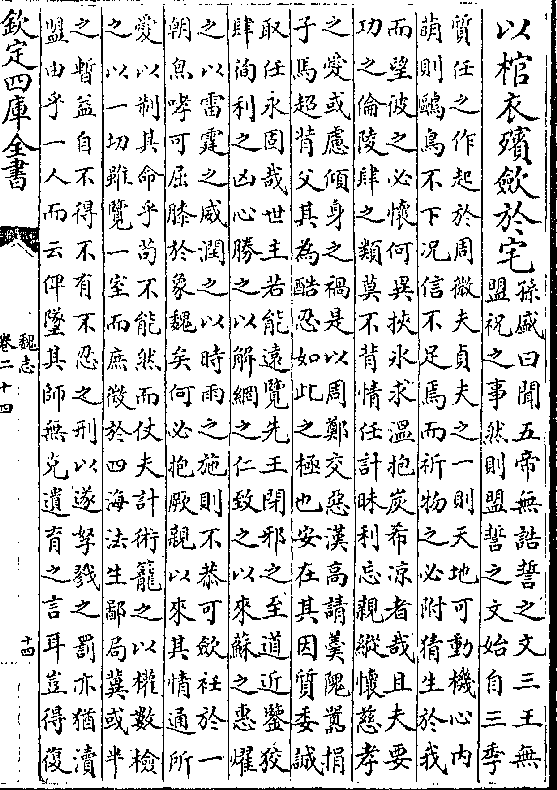 以棺衣殯斂於宅
孫盛曰聞五帝無誥誓之文三王無
盟祝之事然則盟誓之文始自三季
質任之作起於周微夫貞夫之一則天地可動機心内
萌則鷗鳥不下況信不足焉而祈物之必附猜生於我
而望彼之必懷何異挾氷求溫抱炭希凉者哉且夫要
功之倫陵肆之類莫不背情任計昧利忘親縱懷慈孝
之愛或慮傾身之禍是以周鄭交惡漢高請羹隗嚻捐
子馬超背父其為酷忍如此之極也安在其因質委誠
取任永固哉世主若能遠覽先王閉邪之至道近鑒狡
肆徇利之凶心勝之以解網之仁致之以來蘇之惠燿
之以雷霆之威潤之以時雨之施則不恭可歛衽於一
朝炰哮可屈膝於象魏矣何必抱厥親以來其情逼所
愛以制其命乎苟不能然而仗夫計術籠之以權數檢
之以一切雖覽一室而庶徵於四海法生鄙局冀或半
之暫益自不得不有不忍之刑以遂孥戮之罰亦猶瀆
盟由乎一人而云俾墜其師無克遺育之言耳豈得復
欽定四庫全書
魏志
卷二十四
十四